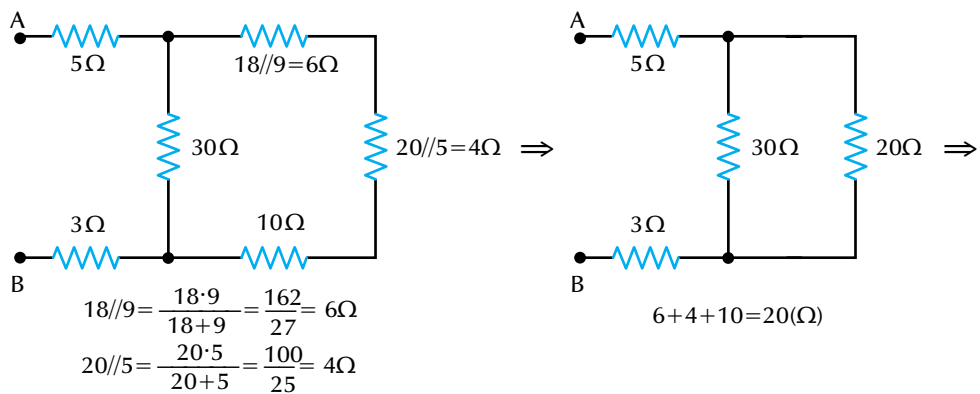 A
5Ω
18//9=6Ω
30Ω
20//5=4Ω ⇒
3Ω
10Ω
B
18//9= 18·9/18+9 = 162/27 = 6Ω
20//5= 20·5/20+5 = 100/25 = 4Ω
A
5Ω
30Ω
20Ω ⇒
3Ω
B
6+4+10=20(Ω)